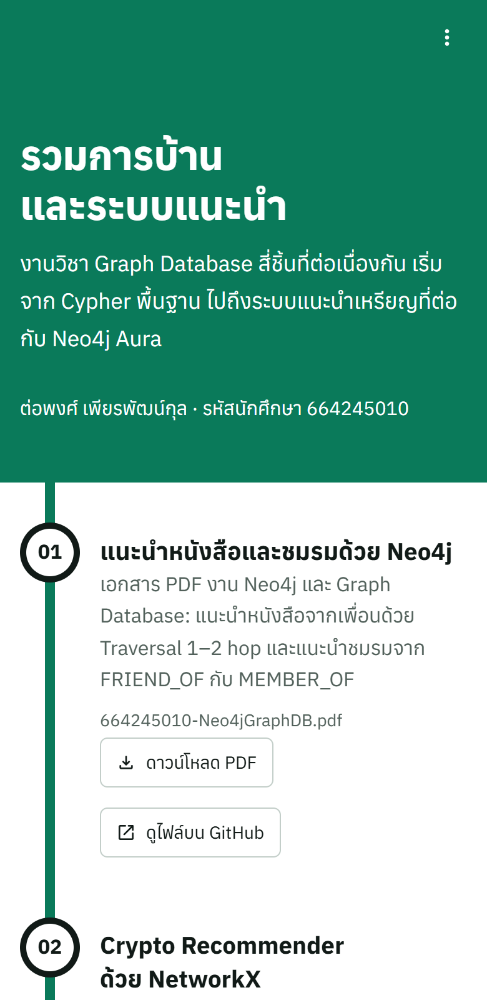 รวมการบ้าน
และระบบแนะนำ
งานวิชา Graph Database สี่ชิ้นที่ต่อเนื่องกัน เริ่ม
จาก Cypher พื้นฐาน ไปถึงระบบแนะนำเหรียญที่ต่อ
กับ Neo4j Aura
ต่อพงศ์ เพียรพัฒน์กุล · รหัสนักศึกษา 664245010
01
แนะนำหนังสือและชมรมด้วย Neo4j
เอกสาร PDF งาน Neo4j และ Graph
Database: แนะนำหนังสือจากเพื่อนด้วย
Traversal 1–2 hop และแนะนำชมรมจาก
FRIEND_OF กับ MEMBER_OF
664245010-Neo4jGraphDB.pdf
ดาวน์โหลด PDF
ดูไฟล์บน GitHub
02
Crypto Recommender
ด้วย NetworkX